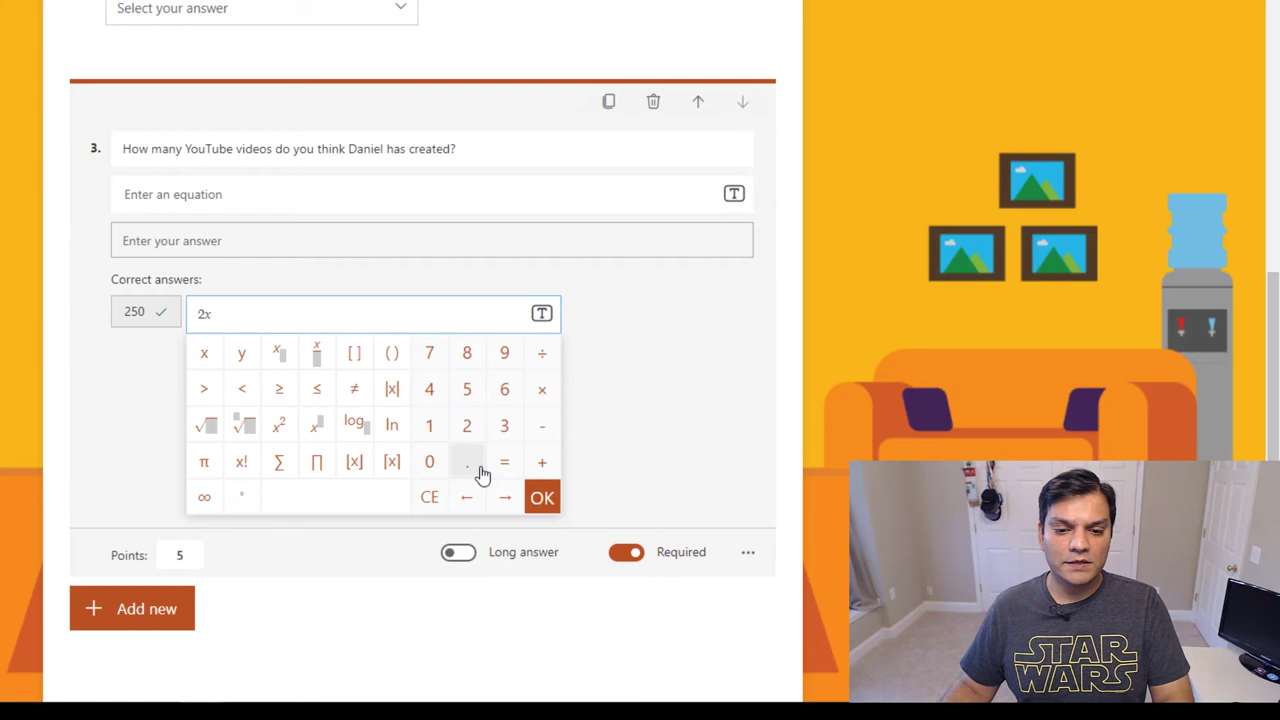 Select your answer
3. How many YouTube videos do you think Daniel has created?
Enter an equation T
Enter your answer
Correct answers:
250 2x T
x y x x [ ] ( ) 7 8 9 ÷
> < ≥ ≤ ≠ |x| 4 5 6 ×
√ √ x² x log ln 1 2 3 -
π x! ∑ ∏ ⌊x⌋ ⌈x⌉ 0 . = +
∞ ° CE ← → OK
Points: 5 Long answer Required ...
+ Add new
STAR
WARS